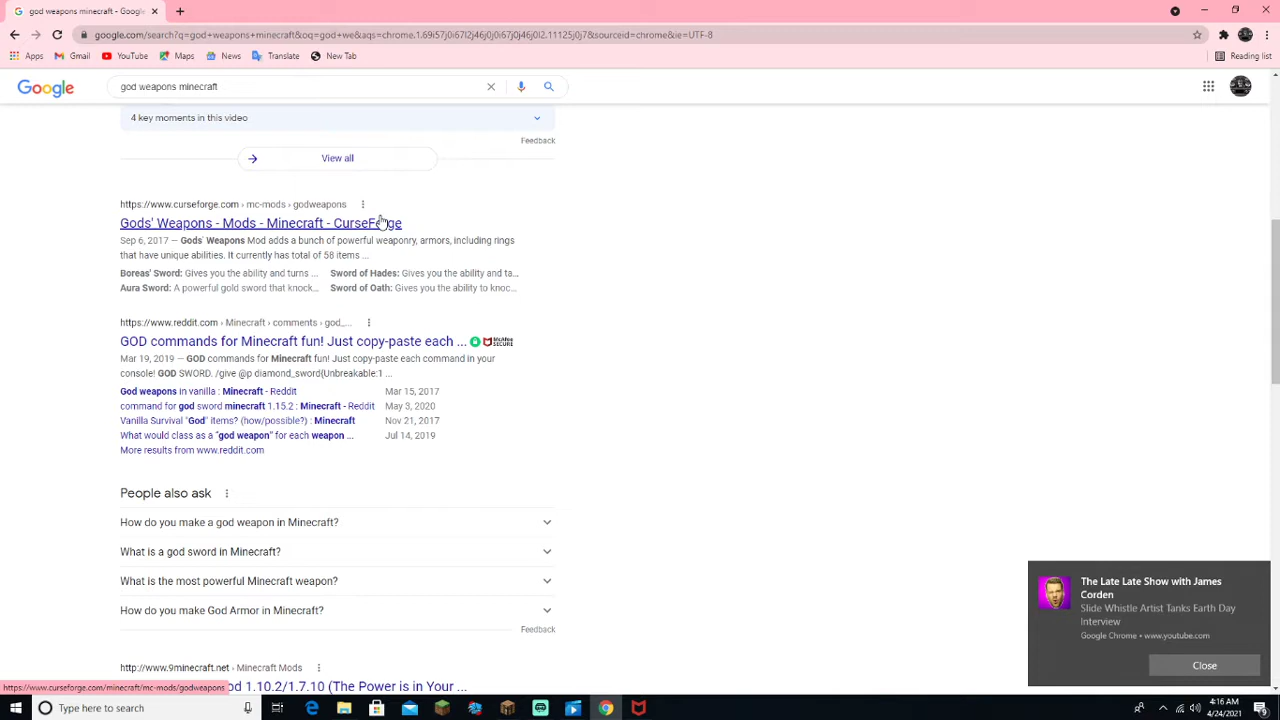 god weapons minecraft - Google
google.com/search?q=god+weapons+minecraft&oq=god+we&aqs=chrome.1.69i57j0i67l2j46j0j0i67j0j46j0l2.11125j0j7&sourceid=chrome&ie=UTF-8
Apps Gmail YouTube Maps News Translate New Tab Reading list
Google god weapons minecraft
4 key moments in this video
Feedback
View all
https://www.curseforge.com › mc-mods › godweapons
Gods' Weapons - Mods - Minecraft - CurseForge
Sep 6, 2017 — Gods' Weapons Mod adds a bunch of powerful weaponry, armors, including rings
that have unique abilities. It currently has total of 58 items ...
Boreas' Sword: Gives you the ability and turns ... Sword of Hades: Gives you the ability and ta...
Aura Sword: A powerful gold sword that knock... Sword of Oath: Gives you the ability to knoc...
https://www.reddit.com › Minecraft › comments › god_...
GOD commands for Minecraft fun! Just copy-paste each ... McAfee SECURE
Mar 19, 2019 — GOD commands for Minecraft fun! Just copy-paste each command in your
console! GOD SWORD. /give @p diamond_sword{Unbreakable:1 ...
God weapons in vanilla : Minecraft - Reddit Mar 15, 2017
command for god sword minecraft 1.15.2 : Minecraft - Reddit May 3, 2020
Vanilla Survival "God" items? (how/possible?) : Minecraft Nov 21, 2017
What would class as a "god weapon" for each weapon ... Jul 14, 2019
More results from www.reddit.com
People also ask
How do you make a god weapon in Minecraft?
What is a god sword in Minecraft?
What is the most powerful Minecraft weapon?
How do you make God Armor in Minecraft?
Feedback
http://www.9minecraft.net › Minecraft Mods
od 1.10.2/1.7.10 (The Power is in Your ...
https://www.curseforge.com/minecraft/mc-mods/godweapons
The Late Late Show with James
Corden
Slide Whistle Artist Tanks Earth Day
Interview
Google Chrome • www.youtube.com
Close
Type here to search
4:16 AM
4/24/2021
9